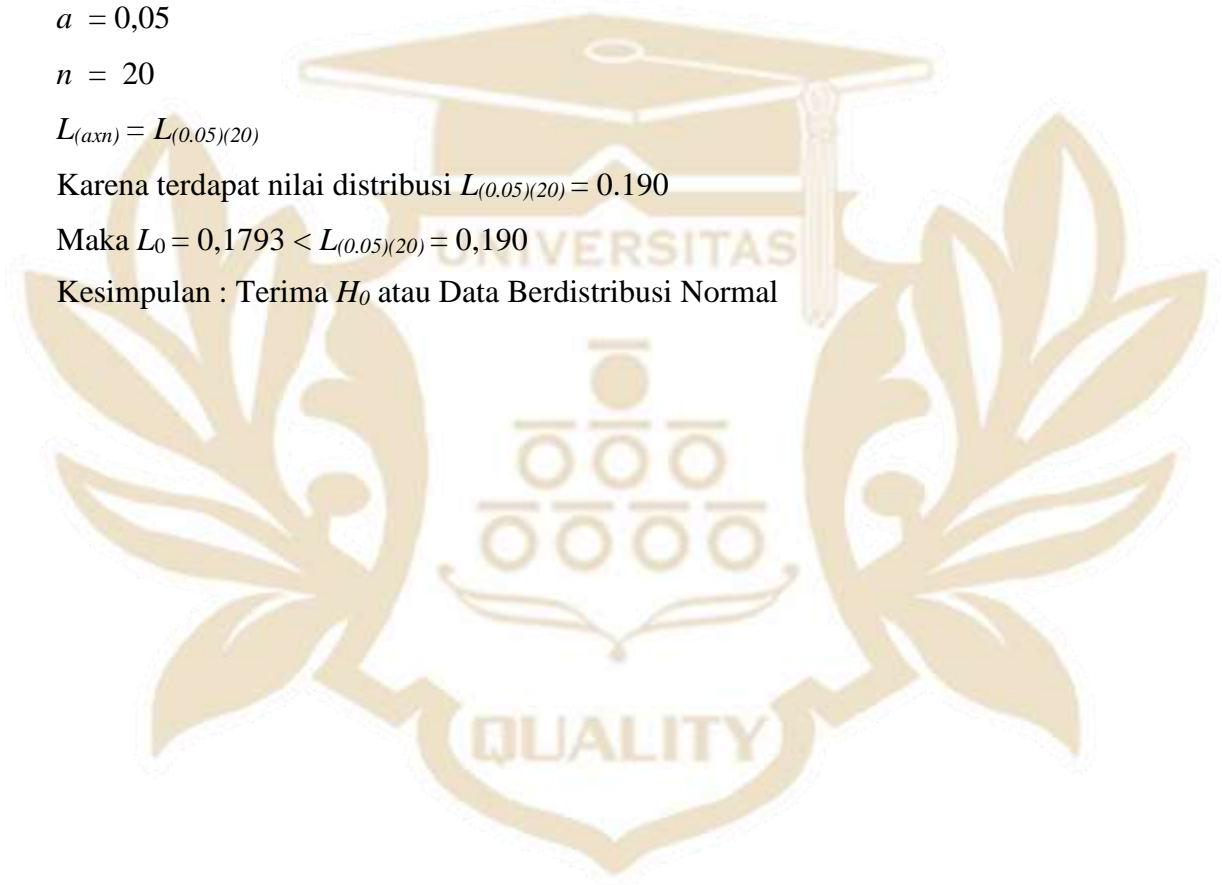 a = 0,05
n = 20
L(axn) = L(0.05)(20)
Karena terdapat nilai distribusi L(0.05)(20) = 0.190
Maka L0 = 0,1793 < L(0.05)(20) = 0,190
UNIVERSITAS
Kesimpulan : Terima H0 atau Data Berdistribusi Normal
QUALITY